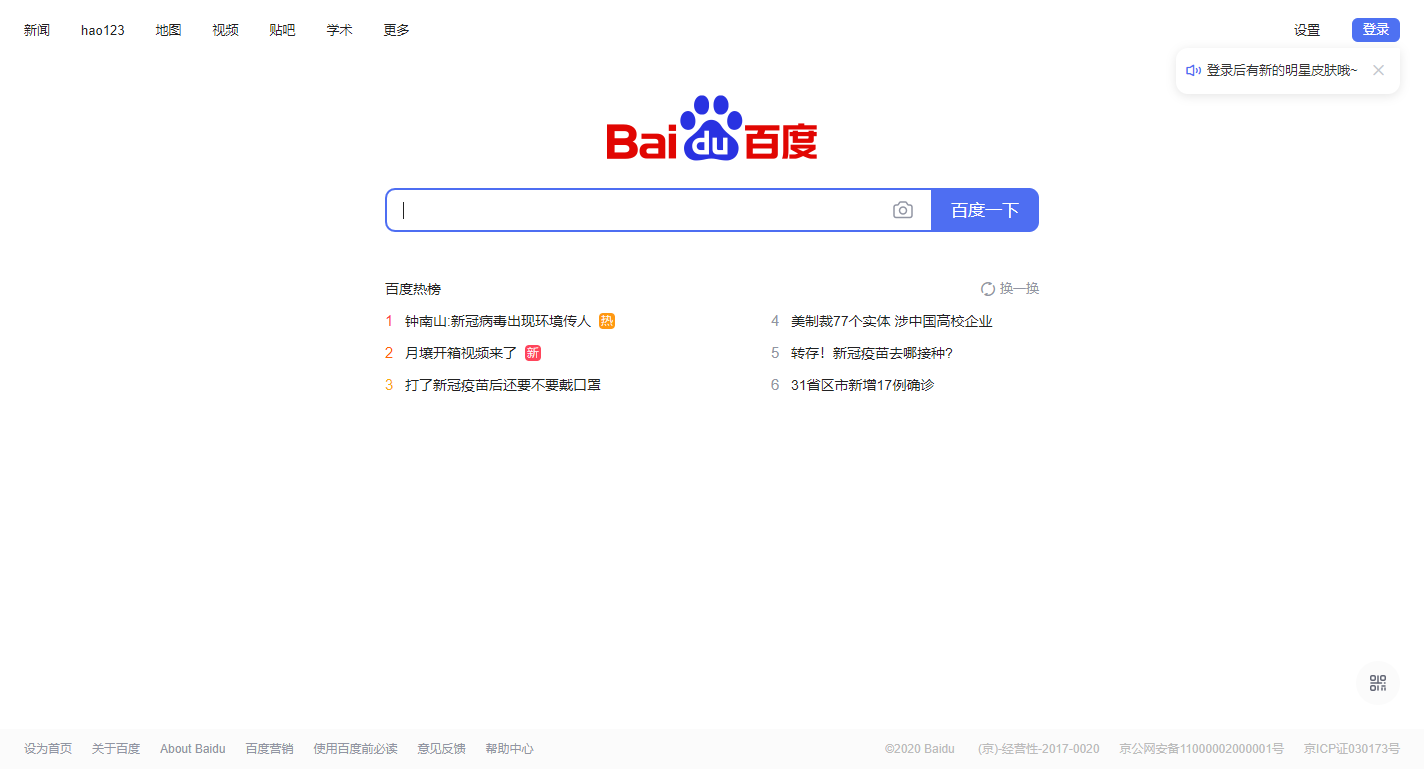 新闻 hao123 地图 视频 贴吧 学术 更多 设置 登录
登录后有新的明星皮肤哦~
Bai du 百度
百度一下
百度热榜 换一换
1 钟南山:新冠病毒出现环境传人 热
4 美制裁77个实体 涉中国高校企业
2 月壤开箱视频来了 新
5 转存！新冠疫苗去哪接种?
3 打了新冠疫苗后还要不要戴口罩
6 31省区市新增17例确诊
设为首页 关于百度 About Baidu 百度营销 使用百度前必读 意见反馈 帮助中心 ©2020 Baidu (京)-经营性-2017-0020 京公网安备11000002000001号 京ICP证030173号